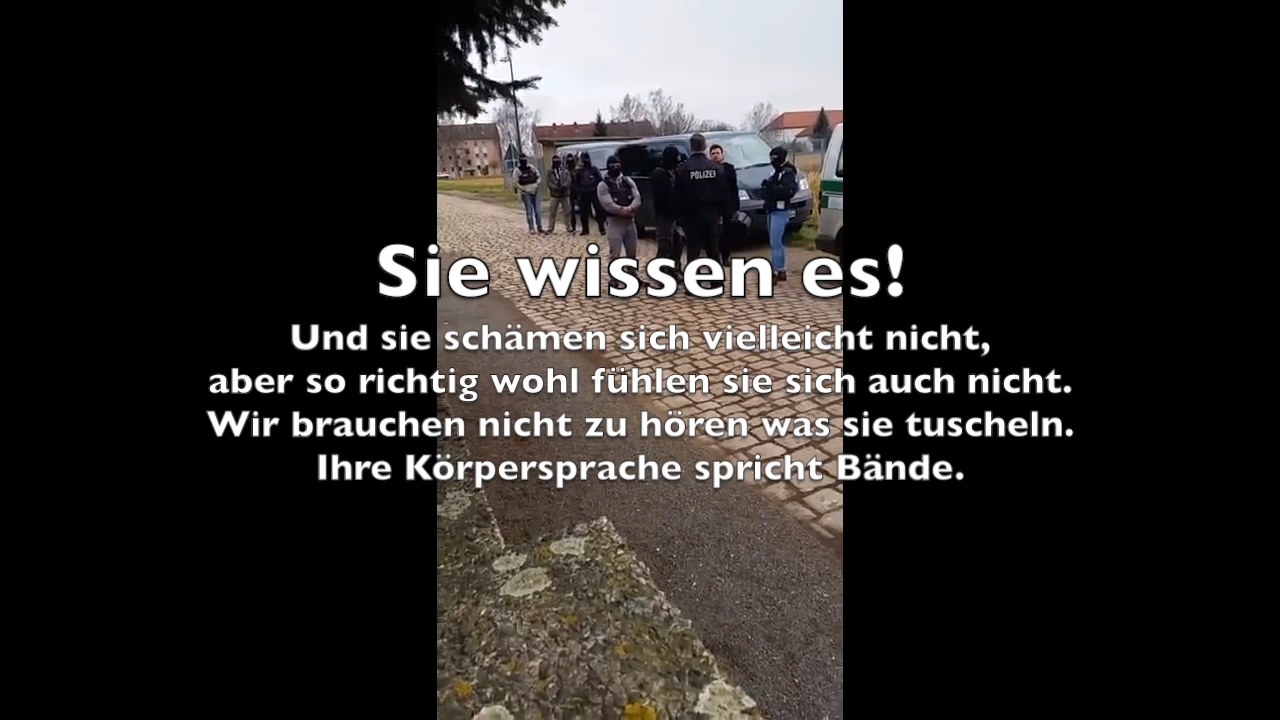 POLIZEI
Sie wissen es!
Und sie schämen sich vielleicht nicht,
aber so richtig wohl fühlen sie sich auch nicht.
Wir brauchen nicht zu hören was sie tuscheln.
Ihre Körpersprache spricht Bände.